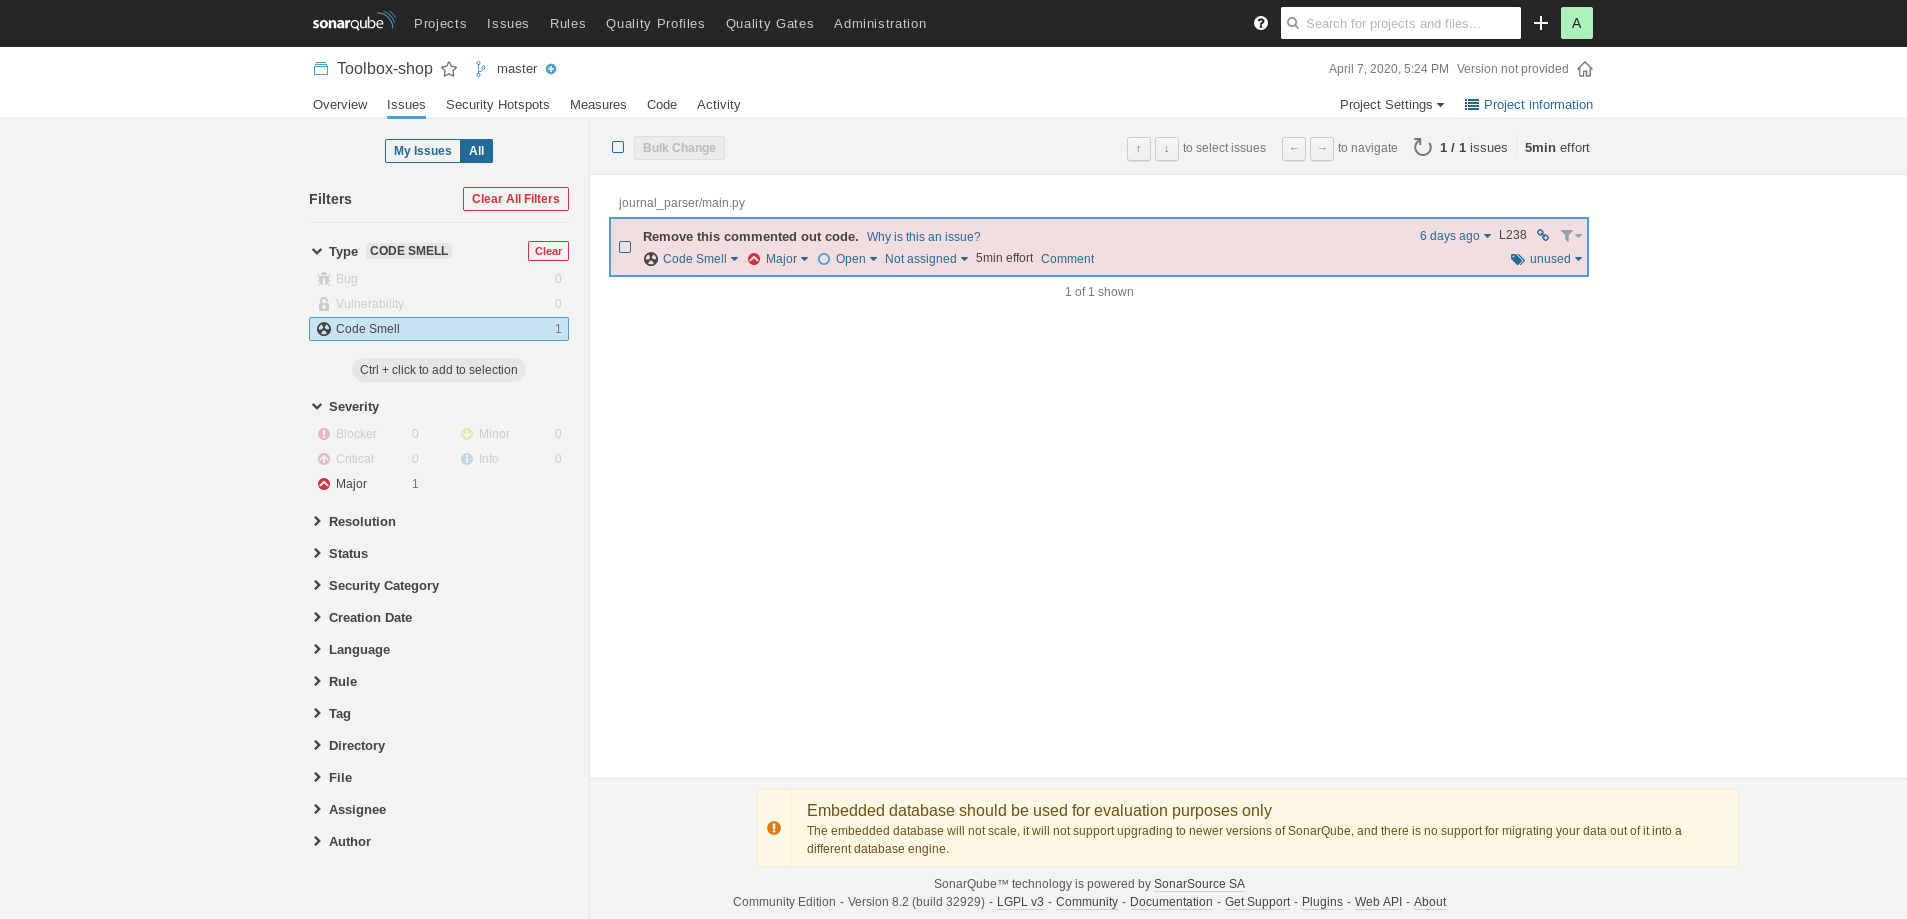 sonarqube Projects Issues Rules Quality Profiles Quality Gates Administration Search for projects and files... A
Toolbox-shop master April 7, 2020, 5:24 PM Version not provided
Overview Issues Security Hotspots Measures Code Activity Project Settings Project information
My Issues All
Bulk Change ↑ ↓ to select issues ← → to navigate 1 / 1 issues 5min effort
Filters Clear All Filters
Type CODE SMELL Clear
Bug 0
Vulnerability 0
Code Smell 1
Ctrl + click to add to selection
Severity
Blocker 0 Minor 0
Critical 0 Info 0
Major 1
Resolution
Status
Security Category
Creation Date
Language
Rule
Tag
Directory
File
Assignee
Author
journal_parser/main.py
Remove this commented out code. Why is this an issue? 6 days ago L238
Code Smell Major Open Not assigned 5min effort Comment unused
1 of 1 shown
Embedded database should be used for evaluation purposes only
The embedded database will not scale, it will not support upgrading to newer versions of SonarQube, and there is no support for migrating your data out of it into a
different database engine.
SonarQube™ technology is powered by SonarSource SA
Community Edition - Version 8.2 (build 32929) - LGPL v3 - Community - Documentation - Get Support - Plugins - Web API - About